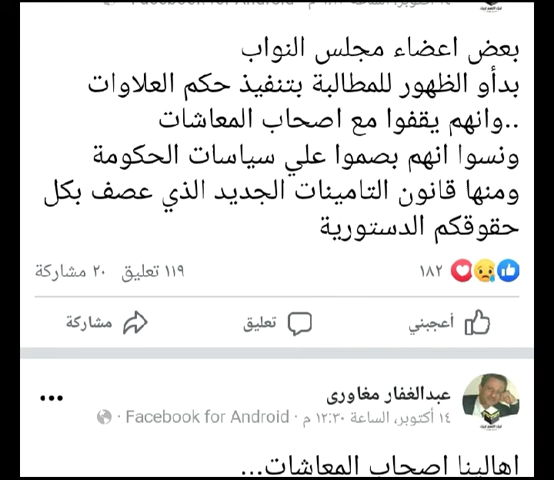 بعض اعضاء مجلس النواب
بدأو الظهور للمطالبة بتنفيذ حكم العلاوات
..وانهم يقفوا مع اصحاب المعاشات
ونسوا انهم بصموا علي سياسات الحكومة
ومنها قانون التامينات الجديد الذي عصف بكل
حقوقكم الدستورية
١٨٢ ١١٩ تعليق ٢٠ مشاركة
أعجبني تعليق مشاركة
عبدالغفار مغاورى
١٤ أكتوبر، الساعة ١٢:٣٠ م · Facebook for Android ·
اهالينا اصحاب المعاشات...